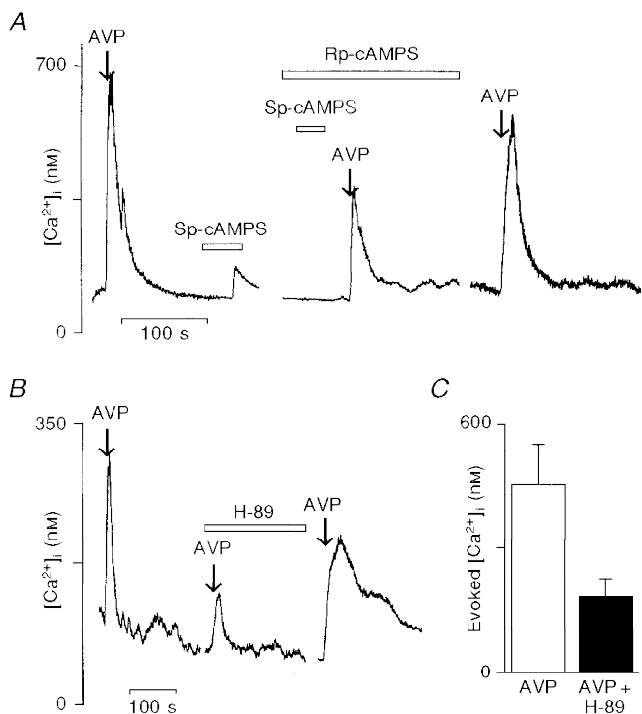 A
AVP
700
[Ca²⁺]ᵢ (nM)
0
100 s
Sp-cAMPS
Rp-cAMPS
Sp-cAMPS
AVP
AVP
B
AVP
350
[Ca²⁺]ᵢ (nM)
0
100 s
H-89
AVP
AVP
C
600
Evoked [Ca²⁺]ᵢ (nM)
0
AVP
AVP +
H-89